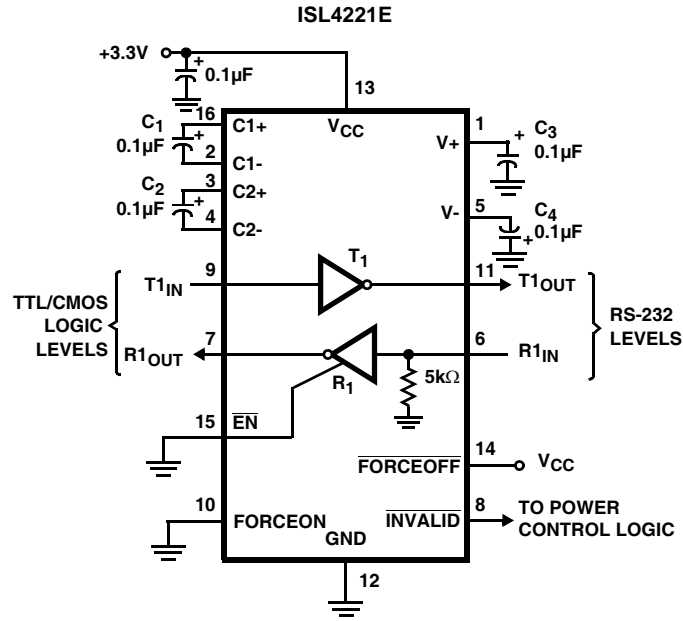 ISL4221E
+3.3V
+
0.1µF
13
16
C1
0.1µF
+
2
C1+
C1-
VCC
V+
1
+
C3
0.1µF
C2
0.1µF
+
3
4
C2+
C2-
V-
5
C4
0.1µF
+
T1
TTL/CMOS
LOGIC
LEVELS
T1IN
9
11
T1OUT
RS-232
LEVELS
R1OUT
7
R1
5kΩ
6
R1IN
15
EN
FORCEOFF
14
VCC
10
FORCEON
INVALID
8
TO POWER
CONTROL LOGIC
GND
12